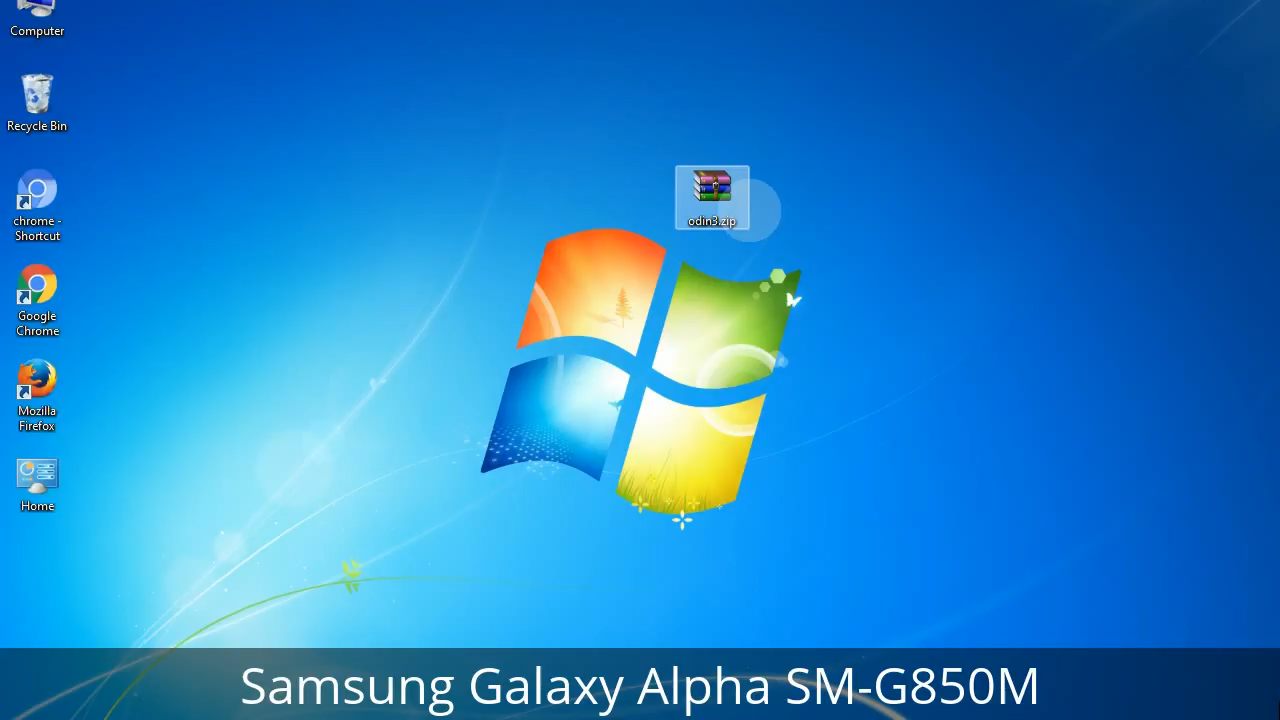 Computer
Recycle Bin
chrome -
Shortcut
Google
Chrome
Mozilla
Firefox
Home
odin3.zip
Samsung Galaxy Alpha SM-G850M